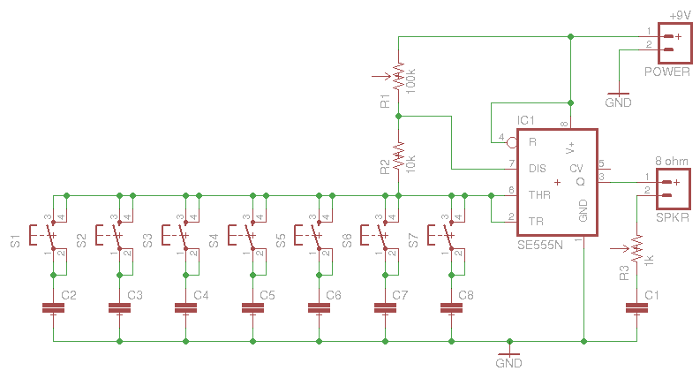 +9V
1 +
2
POWER
GND
R1 100k
IC1
8
4 R V+
R2 10k
7 DIS CV 5
+ Q 3
6 THR
GND
2 TR
1
SE555N
8 ohm
1 +
2
SPKR
R3 1k
S1 3 4 1 2
S2 3 4 1 2
S3 3 4 1 2
S4 3 4 1 2
S5 3 4 1 2
S6 3 4 1 2
S7 3 4 1 2
C2 C3 C4 C5 C6 C7 C8 C1
GND